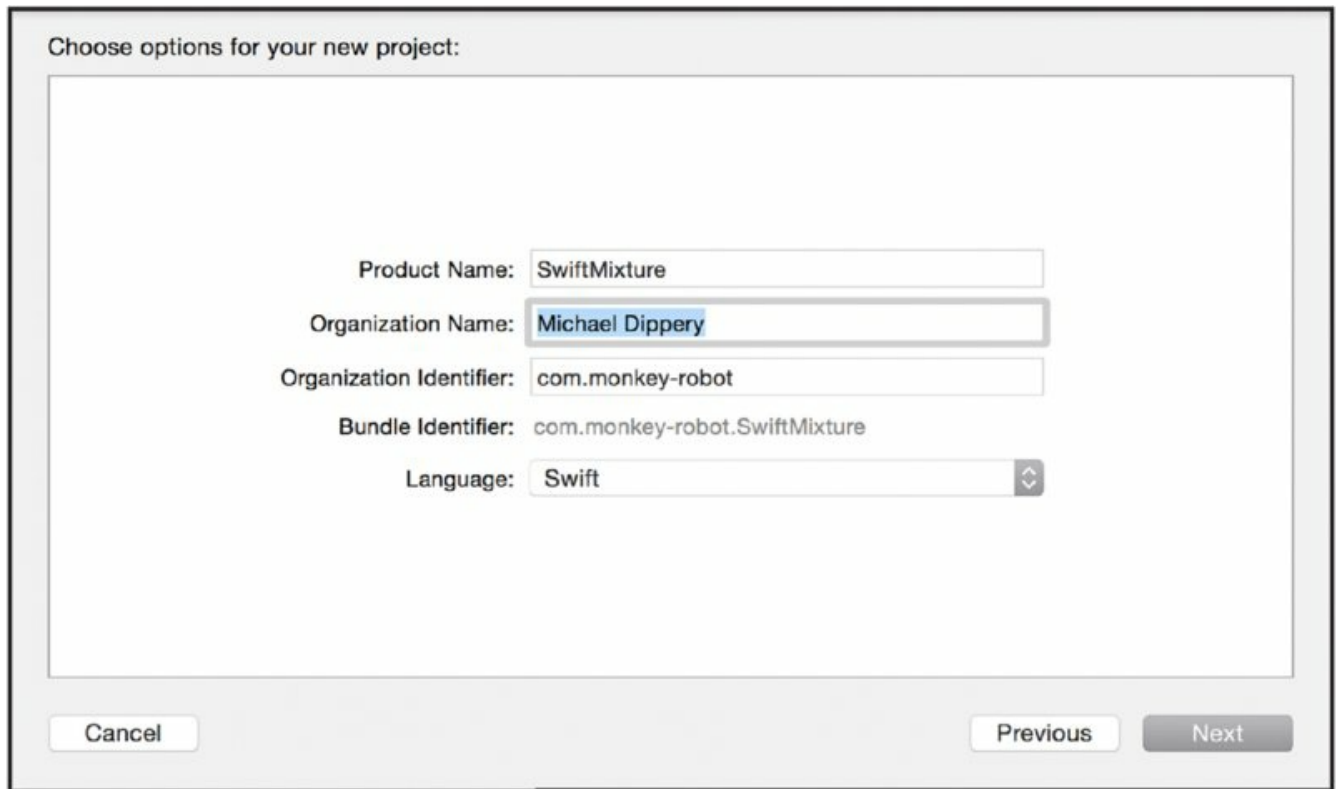 Choose options for your new project:
Product Name: SwiftMixture
Organization Name: Michael Dippery
Organization Identifier: com.monkey-robot
Bundle Identifier: com.monkey-robot.SwiftMixture
Language: Swift
Cancel Previous Next